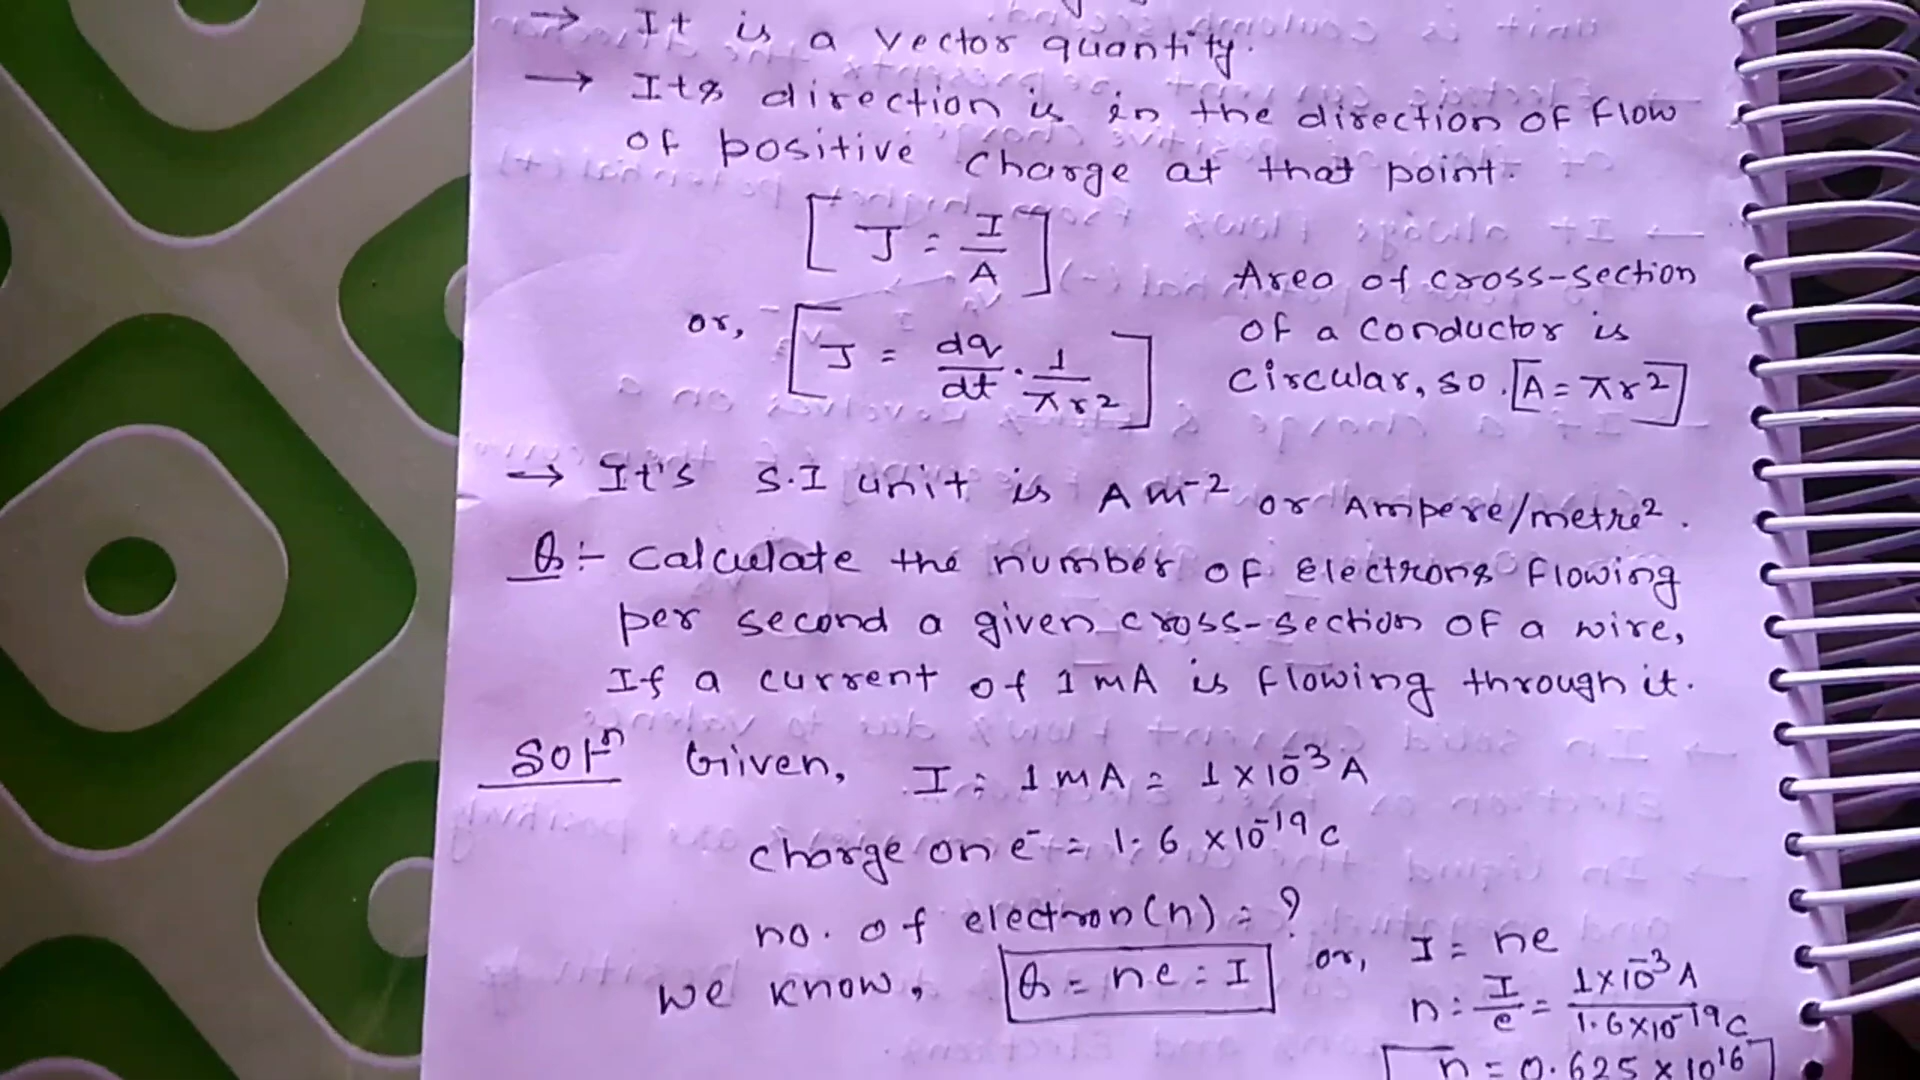 → It is a vector quantity.
→ Its direction is in the direction of flow
of positive charge at that point.
[J = I/A]
Area of cross-section
or, [J = dq/dt · 1/πr²]
of a conductor is
circular, so [A = πr²]
→ It's S.I unit is Am⁻² or Ampere/metre².
Q:- Calculate the number of electrons flowing
per second a given cross-section of a wire,
If a current of 1 mA is flowing through it.
Solⁿ Given, I = 1 mA = 1 × 10⁻³ A
charge on e⁻ = 1.6 × 10⁻¹⁹ C
no. of electron (n) = ?
we know, Q = ne = I or, I = ne
n = I/e = 1×10⁻³ A / 1.6×10⁻¹⁹ C
n = 0.625 × 10¹⁶